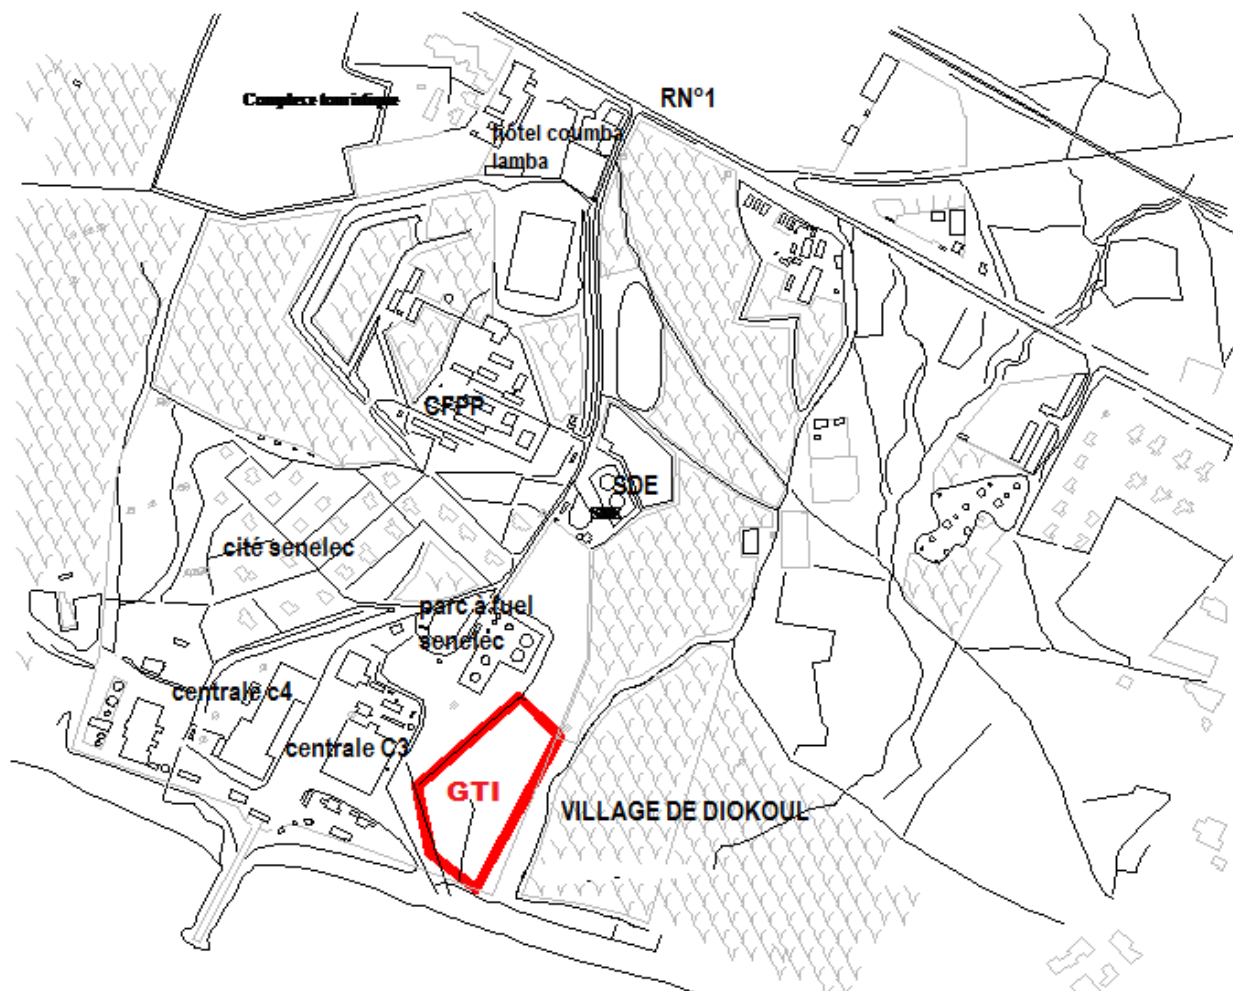 RN°1
Complexe touristique
hôtel coumba
lamba
CFPP
SDE
cité senelec
parc à fuel
senelec
centrale c4
centrale C3
GTI
VILLAGE DE DIOKOUL